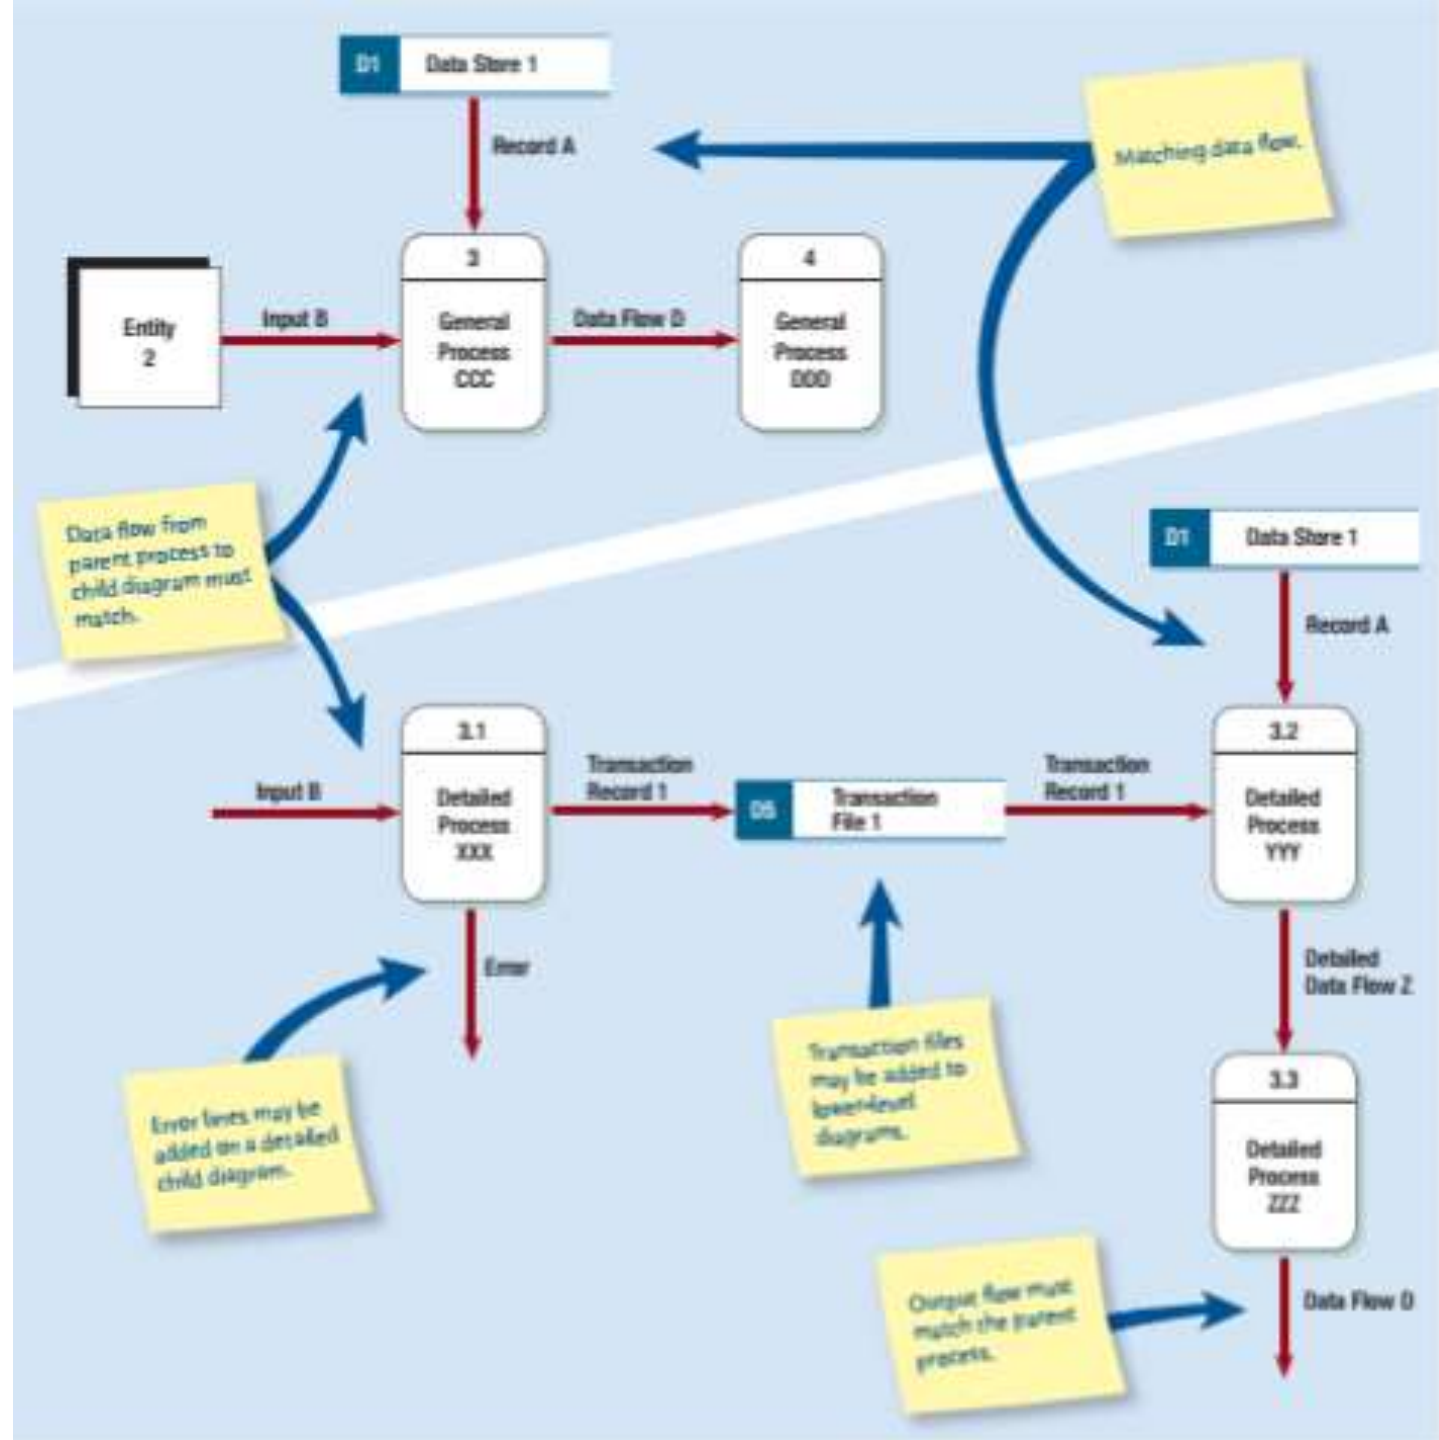 D1
Data Store 1
Record A
Matching data flow.
3
General
Process
CCC
4
General
Process
DDD
Entity
2
Input B
Data Flow D
Data flow from
parent process to
child diagram must
match.
D1
Data Store 1
Record A
3.1
Detailed
Process
XXX
Input B
Transaction
Record 1
D5
Transaction
File 1
Transaction
Record 1
3.2
Detailed
Process
YYY
Error
Detailed
Data Flow Z
Error lines may be
added on a detailed
child diagram.
Transaction files
may be added to
lower-level
diagrams.
3.3
Detailed
Process
ZZZ
Output flow must
match the parent
process.
Data Flow D